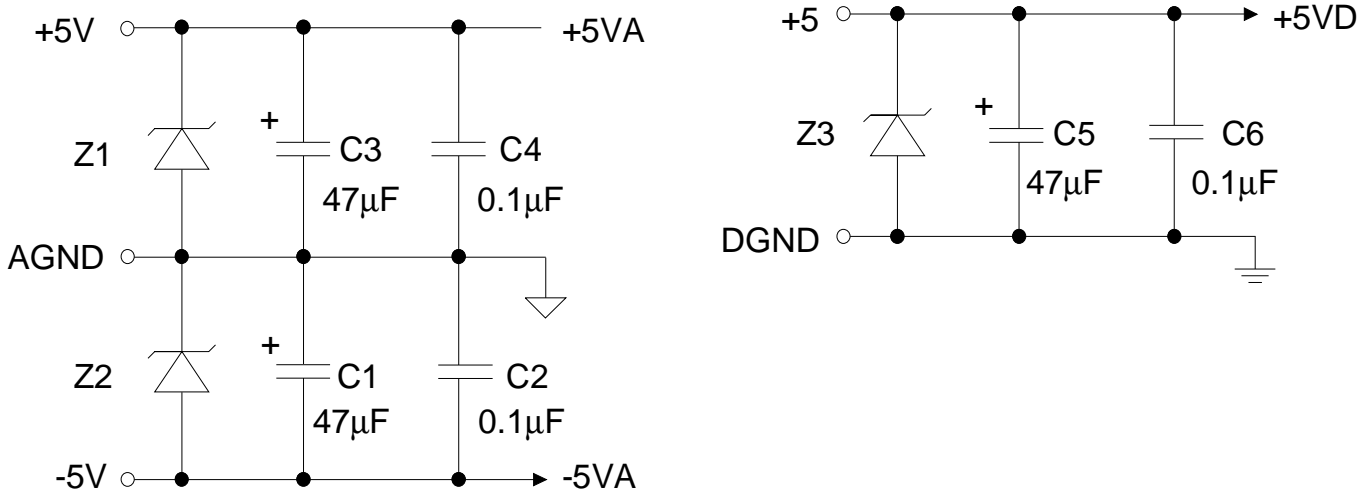 +5V
+5VA
Z1
+
C3
47μF
C4
0.1μF
AGND
Z2
+
C1
47μF
C2
0.1μF
-5V
-5VA
+5
+5VD
Z3
+
C5
47μF
C6
0.1μF
DGND